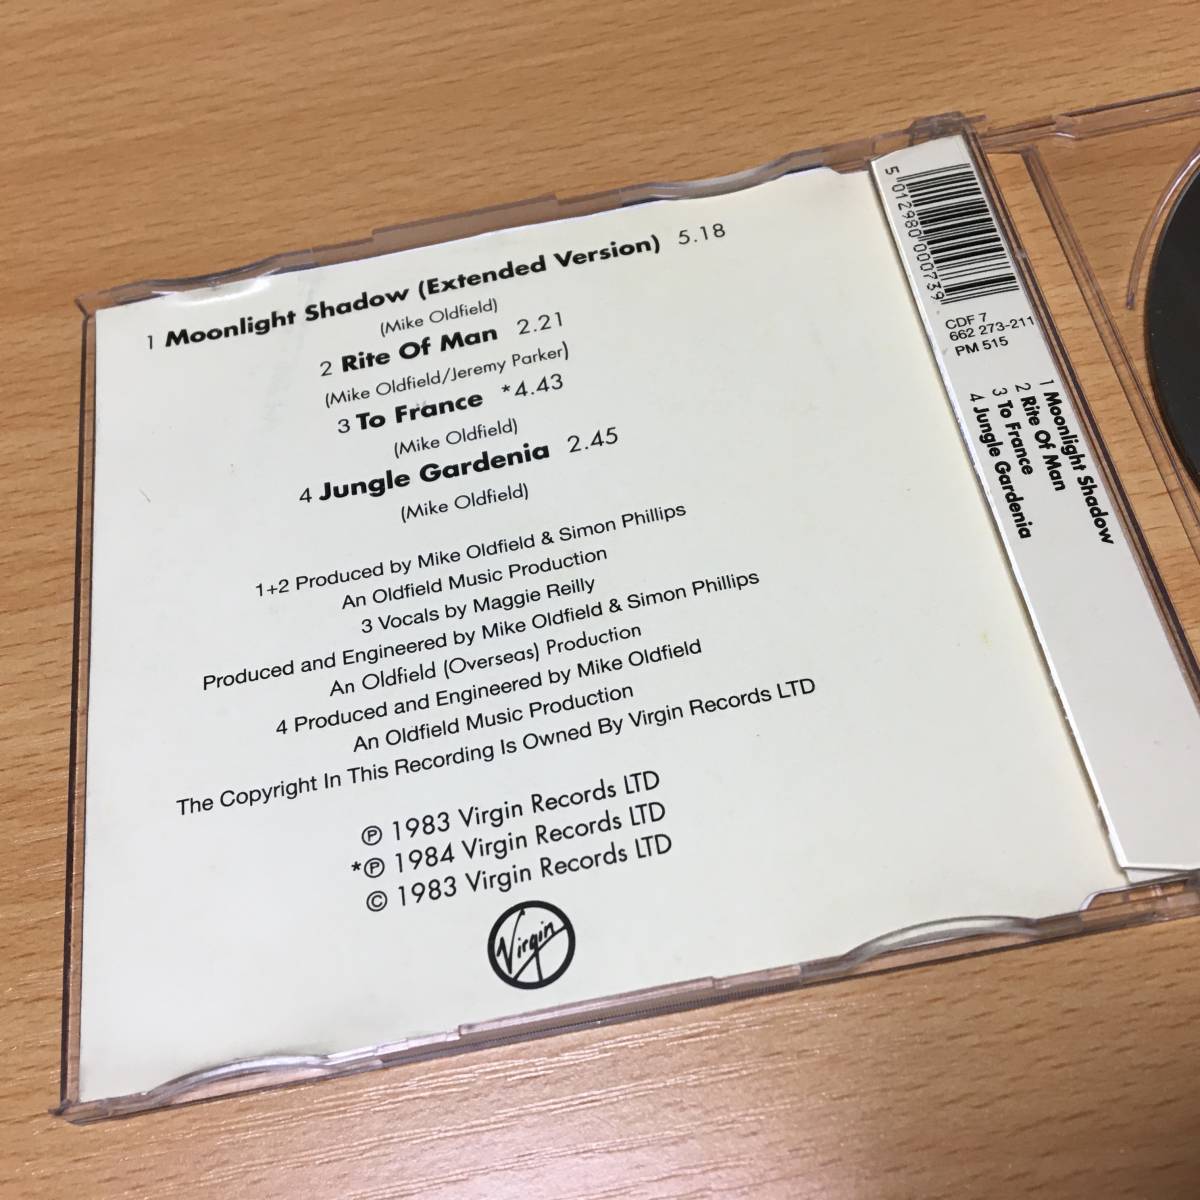 1 Moonlight Shadow (Extended Version) 5.18
(Mike Oldfield)
2 Rite Of Man 2.21
(Mike Oldfield/Jeremy Parker)
3 To France *4.43
(Mike Oldfield)
4 Jungle Gardenia 2.45
(Mike Oldfield)
1+2 Produced by Mike Oldfield & Simon Phillips
An Oldfield Music Production
3 Vocals by Maggie Reilly
Produced and Engineered by Mike Oldfield & Simon Phillips
An Oldfield (Overseas) Production
4 Produced and Engineered by Mike Oldfield
An Oldfield Music Production
The Copyright In This Recording Is Owned By Virgin Records LTD
℗ 1983 Virgin Records LTD
*℗ 1984 Virgin Records LTD
© 1983 Virgin Records LTD
Virgin
5 012980 000739
CDF 7
662 273-211
PM 515
1 Moonlight Shadow
2 Rite Of Man
3 To France
4 Jungle Gardenia